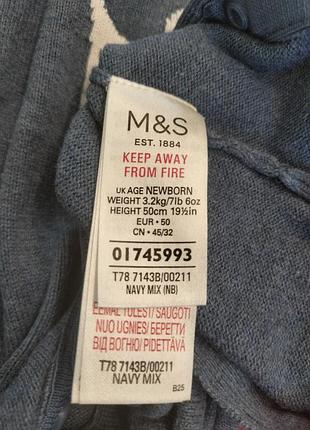 M&S
EST. 1884
KEEP AWAY
FROM FIRE
UK AGE NEWBORN
WEIGHT 3.2kg/7lb 6oz
HEIGHT 50cm 19½in
EUR • 50
CN • 45/32
01745993
T78 7143B/00211
NAVY MIX (NB)
EEMAL TULEST/ SAUGOTI
NUO UGNIES/ БЕРЕГТИ
ВІД ВОГНЮ/ PIDETTÄVÄ
T78 7143B/00211
NAVY MIX
B25